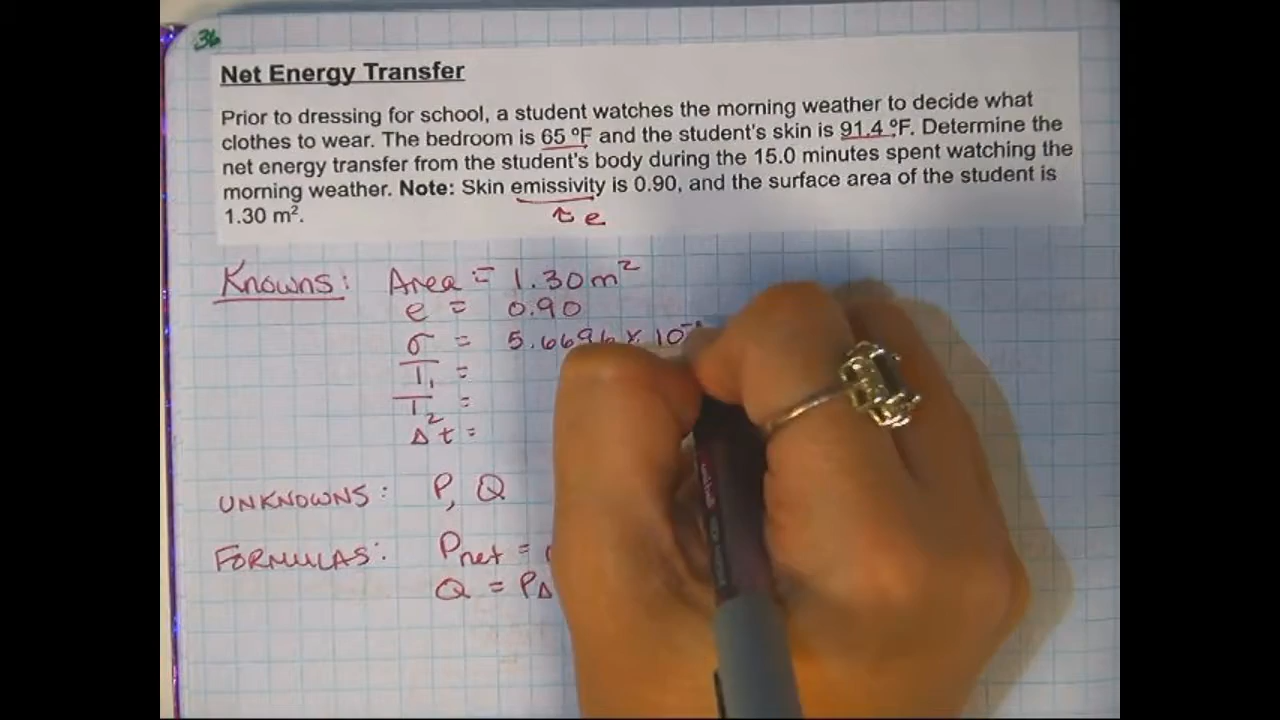 36
Net Energy Transfer
Prior to dressing for school, a student watches the morning weather to decide what
clothes to wear. The bedroom is 65 ºF and the student's skin is 91.4 ºF. Determine the
net energy transfer from the student's body during the 15.0 minutes spent watching the
morning weather. Note: Skin emissivity is 0.90, and the surface area of the student is
1.30 m².
↑ e
Knowns: Area = 1.30 m²
e = 0.90
σ = 5.6696 x 10⁻
T₁ =
T₂ =
Δt =
UNKNOWNS: P, Q
FORMULAS: Pnet =
Q = PΔ